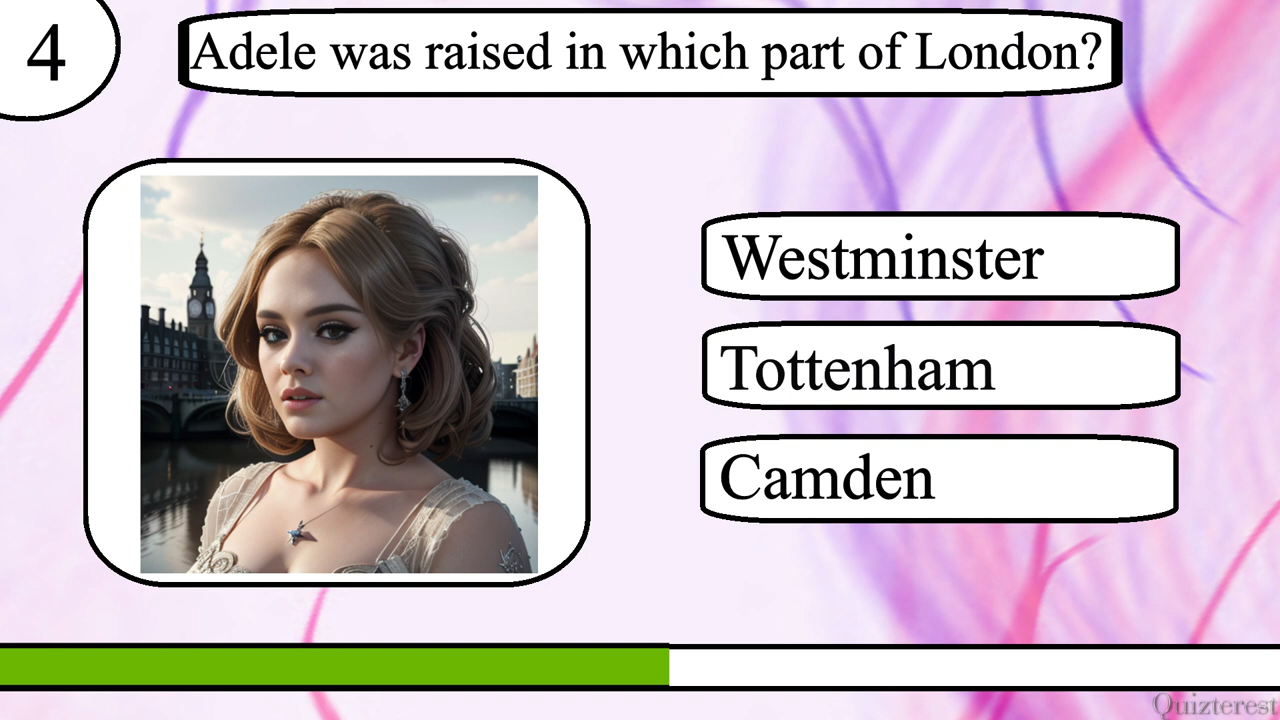 4
Adele was raised in which part of London?
Westminster
Tottenham
Camden
Quizterest